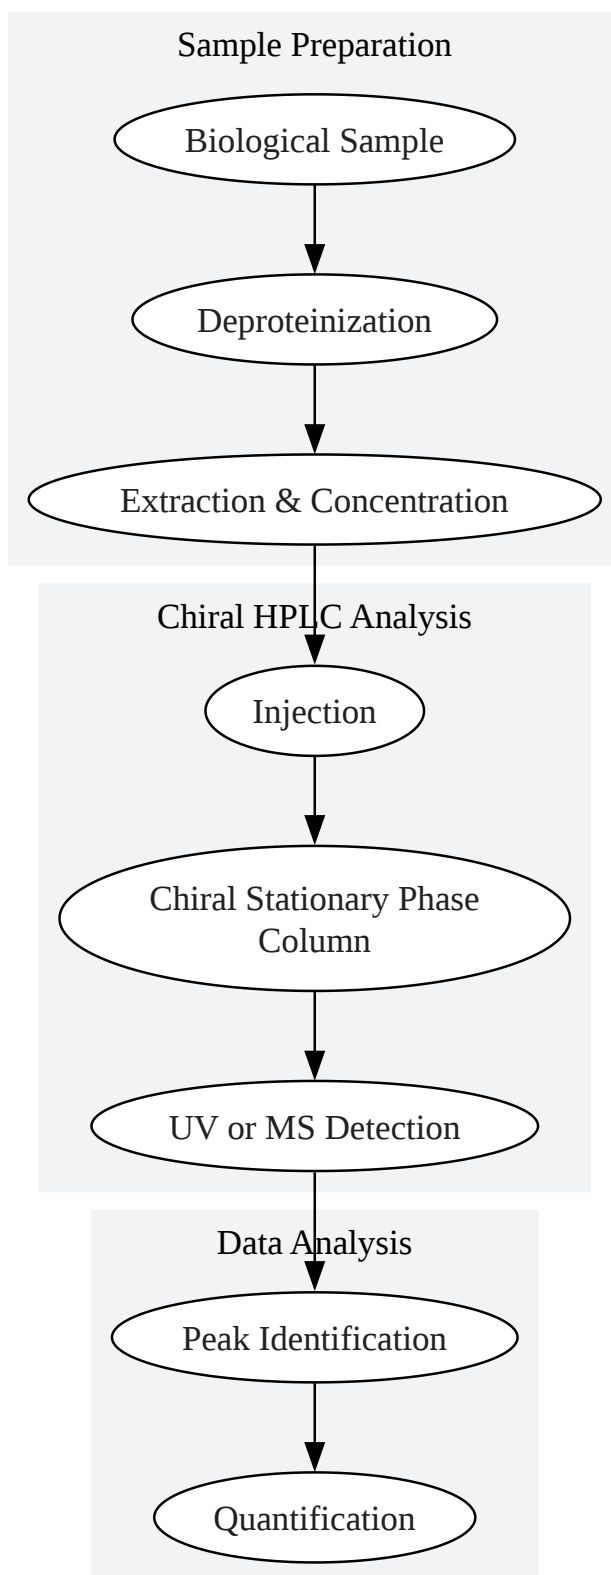 Sample Preparation
Biological Sample
Deproteinization
Extraction & Concentration
Chiral HPLC Analysis
Injection
Chiral Stationary Phase
Column
UV or MS Detection
Data Analysis
Peak Identification
Quantification